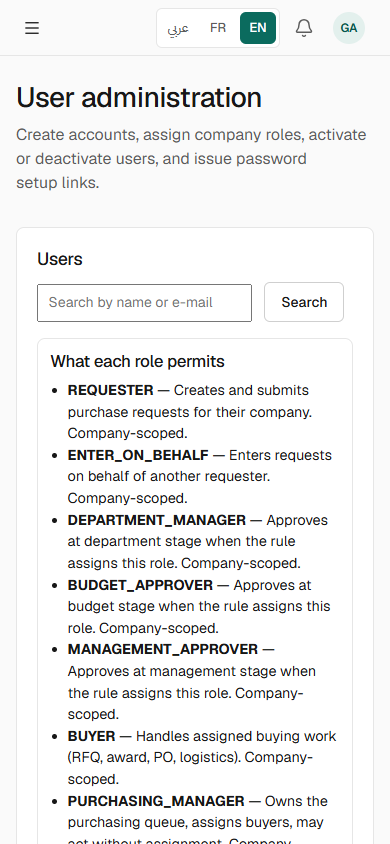 عربي FR EN GA
User administration
Create accounts, assign company roles, activate
or deactivate users, and issue password
setup links.
Users
Search by name or e-mail Search
What each role permits
• REQUESTER — Creates and submits
purchase requests for their company.
Company-scoped.
• ENTER_ON_BEHALF — Enters requests
on behalf of another requester.
Company-scoped.
• DEPARTMENT_MANAGER — Approves
at department stage when the rule
assigns this role. Company-scoped.
• BUDGET_APPROVER — Approves at
budget stage when the rule assigns this
role. Company-scoped.
• MANAGEMENT_APPROVER —
Approves at management stage when
the rule assigns this role. Company-
scoped.
• BUYER — Handles assigned buying work
(RFQ, award, PO, logistics). Company-
scoped.
• PURCHASING_MANAGER — Owns the
purchasing queue, assigns buyers, may
act without assignment. Company-